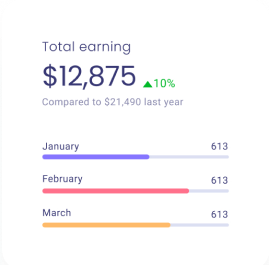 Total earning
$12,875 10%
Compared to $21,490 last year
January 613
February 613
March 613